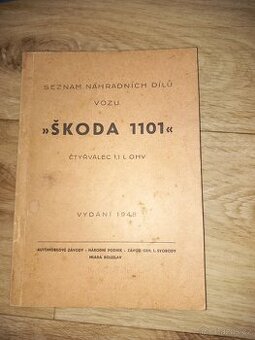 SEZNAM NÁHRADNÍCH DÍLŮ
VOZU
»ŠKODA 1101«
ČTYŘVÁLEC 1,1 L OHV
VYDÁNÍ 1948
AUTOMOBILOVÉ ZÁVODY - NÁRODNÍ PODNIK - ZÁVOD GEN. L. SVOBODY
MLADÁ BOLESLAV